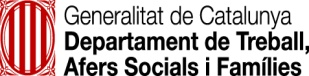 Generalitat de Catalunya
Departament de Treball,
Afers Socials i Famílies